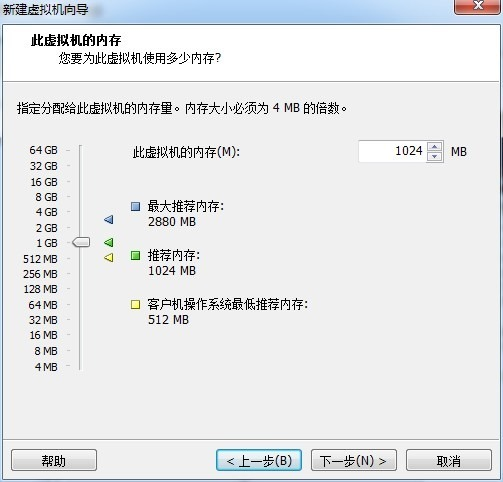 新建虚拟机向导
此虚拟机的内存
您要为此虚拟机使用多少内存?
指定分配给此虚拟机的内存量。内存大小必须为 4 MB 的倍数。
64 GB
32 GB
16 GB
8 GB
4 GB
2 GB
1 GB
512 MB
256 MB
128 MB
64 MB
32 MB
16 MB
8 MB
4 MB
此虚拟机的内存(M):
1024 MB
最大推荐内存:
2880 MB
推荐内存:
1024 MB
客户机操作系统最低推荐内存:
512 MB
帮助
< 上一步(B)
下一步(N) >
取消